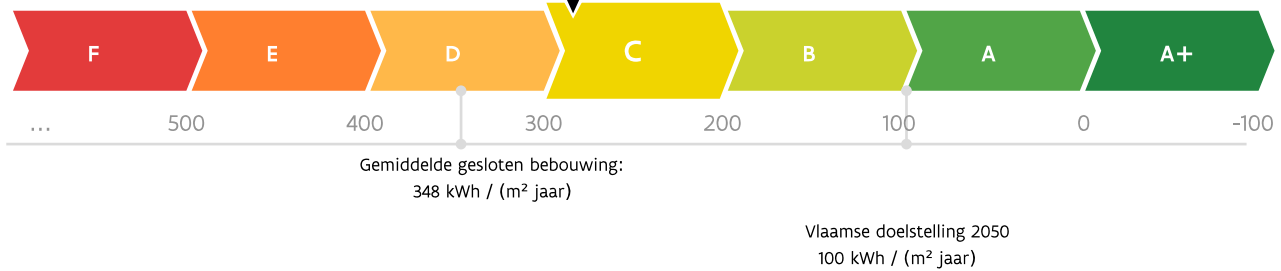 F E D C B A A+
... 500 400 300 200 100 0 -100
Gemiddelde gesloten bebouwing:
348 kWh / (m² jaar)
Vlaamse doelstelling 2050
100 kWh / (m² jaar)